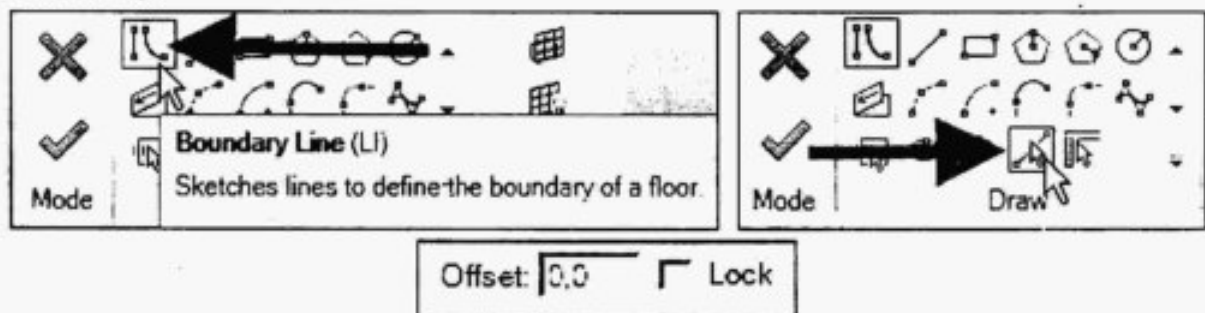 Boundary Line (LI)
Sketches lines to define the boundary of a floor.
Mode
Mode
Draw
Offset: 0,0 Lock